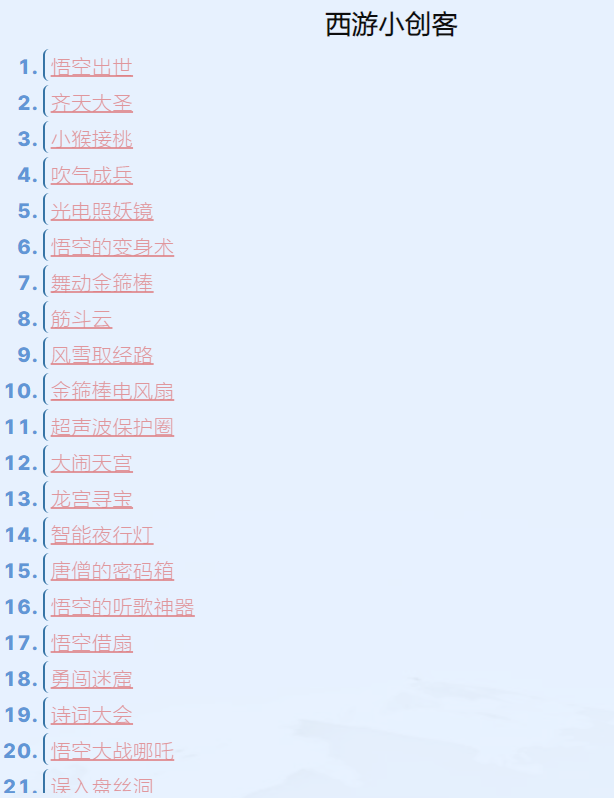 西游小创客
1. 悟空出世
2. 齐天大圣
3. 小猴接桃
4. 吹气成兵
5. 光电照妖镜
6. 悟空的变身术
7. 舞动金箍棒
8. 筋斗云
9. 风雪取经路
10. 金箍棒电风扇
11. 超声波保护圈
12. 大闹天宫
13. 龙宫寻宝
14. 智能夜行灯
15. 唐僧的密码箱
16. 悟空的听歌神器
17. 悟空借扇
18. 勇闯迷窟
19. 诗词大会
20. 悟空大战哪吒
21. 误入盘丝洞